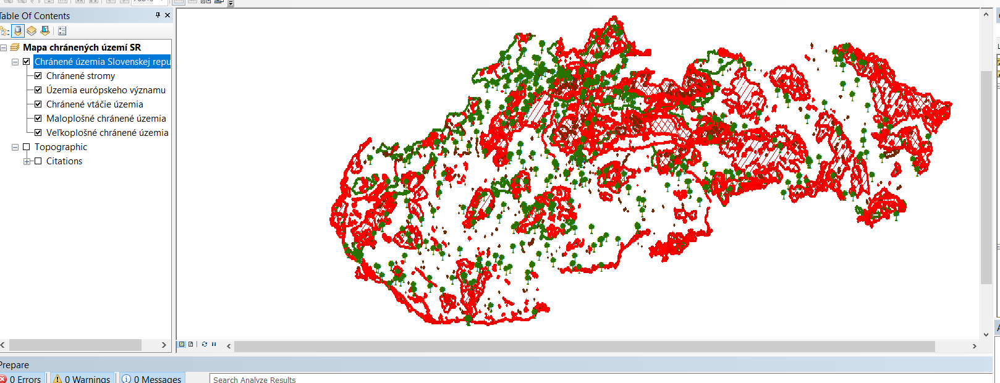 Table Of Contents
Mapa chránených území SR
Chránené územia Slovenskej repu
Chránené stromy
Územia európskeho významu
Chránené vtáčie územia
Maloplošné chránené územia
Veľkoplošné chránené územia
Topographic
Citations
Prepare
0 Errors
0 Warnings
0 Messages
Search Analyze Results